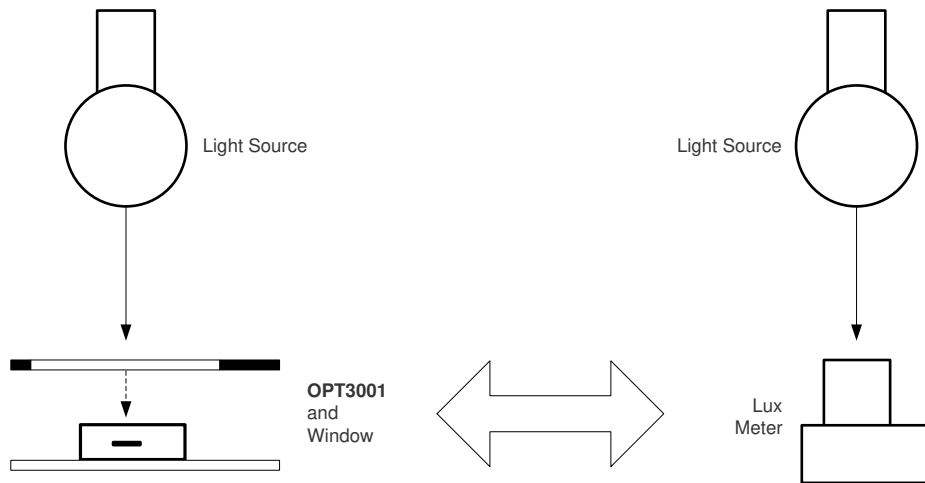 Light Source
Light Source
OPT3001
and
Window
Lux
Meter